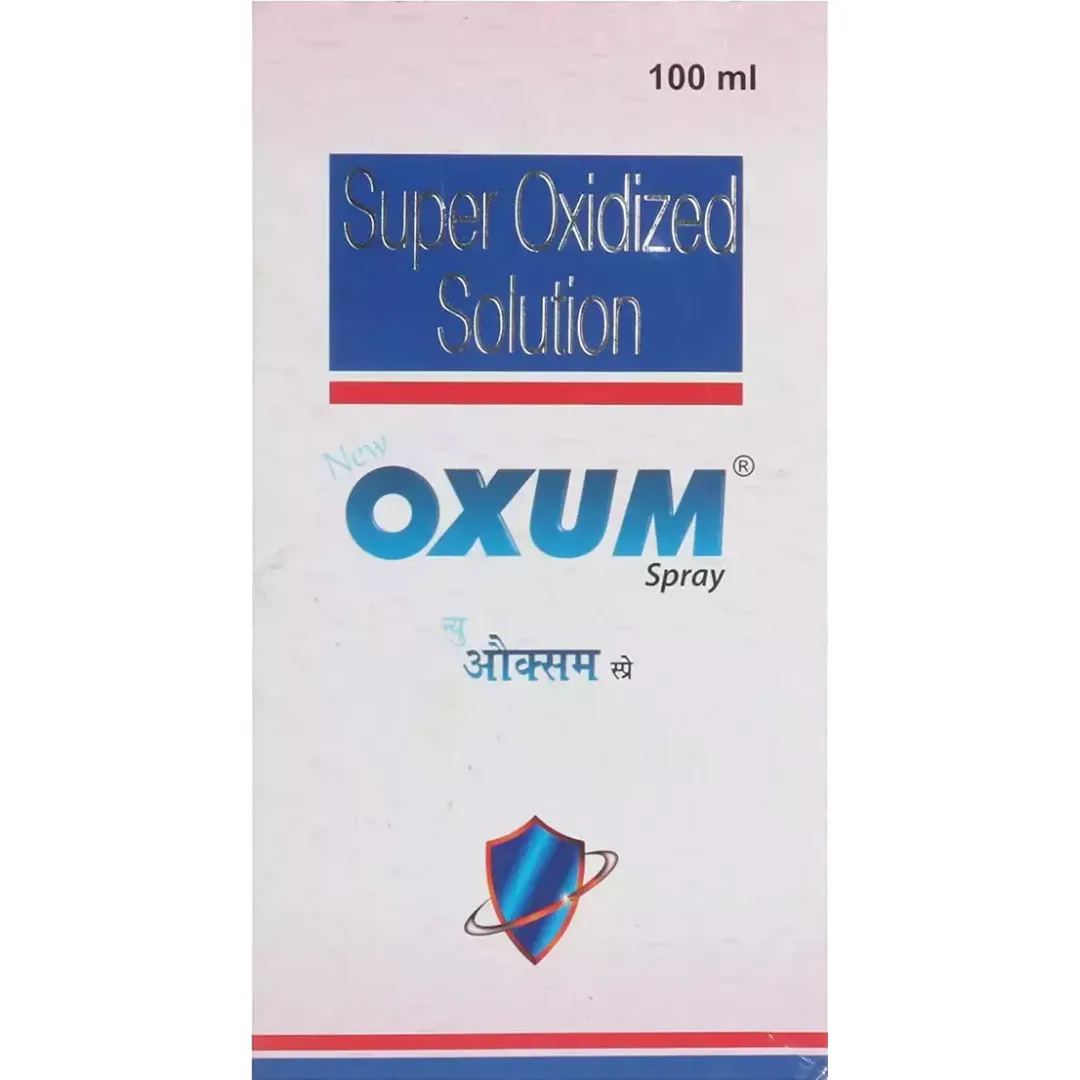 100 ml
Super Oxidized
Solution
New
OXUM®
Spray
न्यु
औक्सम स्प्रे